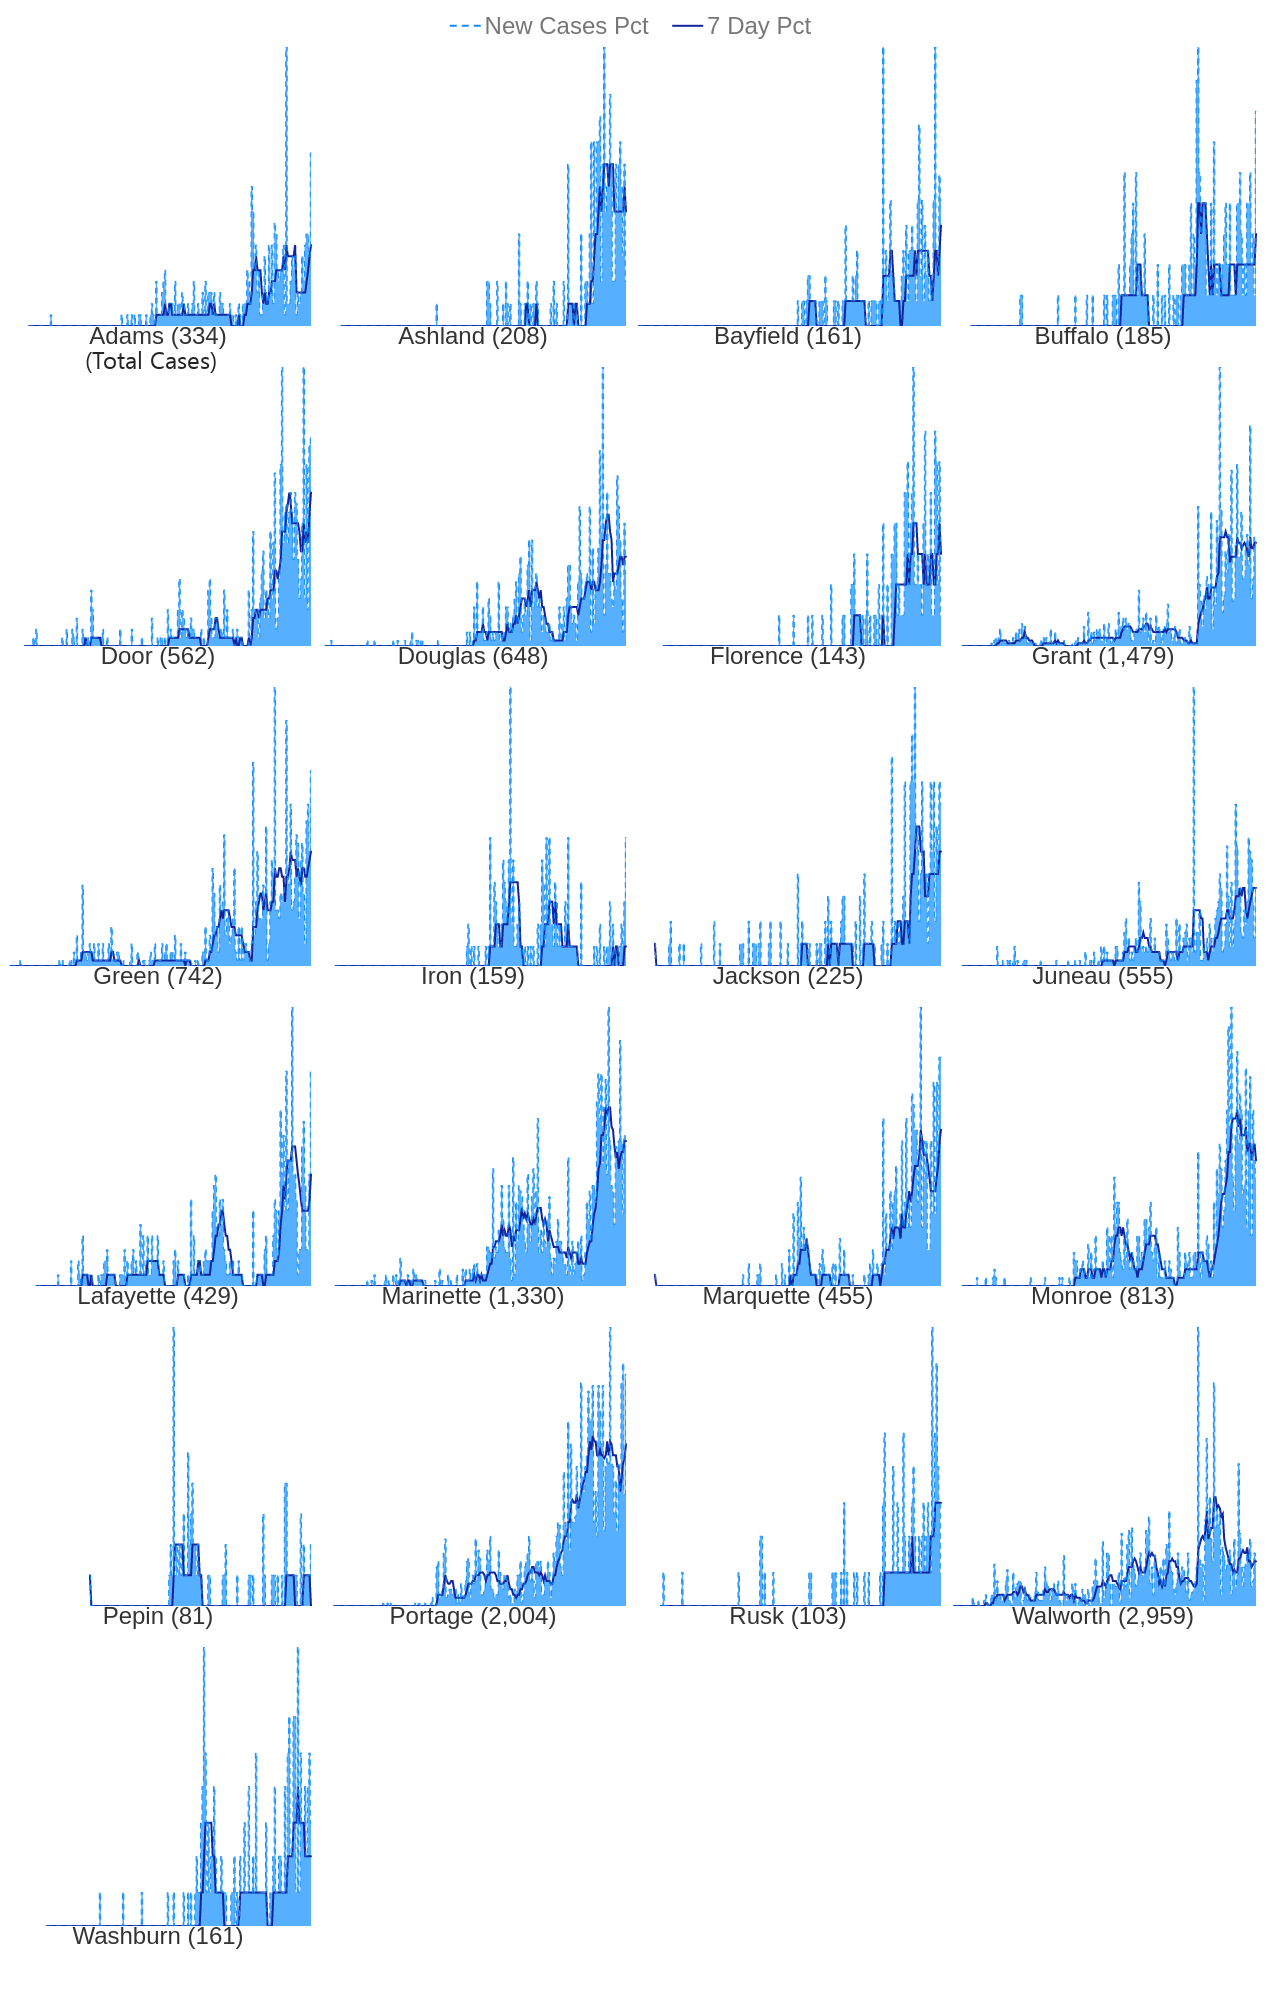 New Cases Pct 7 Day Pct
Adams (334) Ashland (208) Bayfield (161) Buffalo (185)
(Total Cases)
Door (562) Douglas (648) Florence (143) Grant (1,479)
Green (742) Iron (159) Jackson (225) Juneau (555)
Lafayette (429) Marinette (1,330) Marquette (455) Monroe (813)
Pepin (81) Portage (2,004) Rusk (103) Walworth (2,959)
Washburn (161)